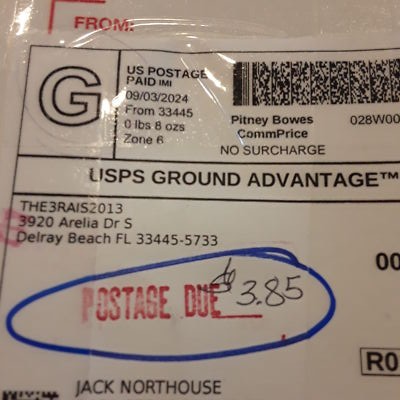 FROM:
G
US POSTAGE
PAID IMI
09/03/2024
From 33445
0 lbs 8 ozs
Zone 6
Pitney Bowes
CommPrice
028W00
NO SURCHARGE
USPS GROUND ADVANTAGE™
THE3RAIS2013
3920 Arelia Dr S
Delray Beach FL 33445-5733
00
POSTAGE DUE $3.85
R0
JACK NORTHOUSE